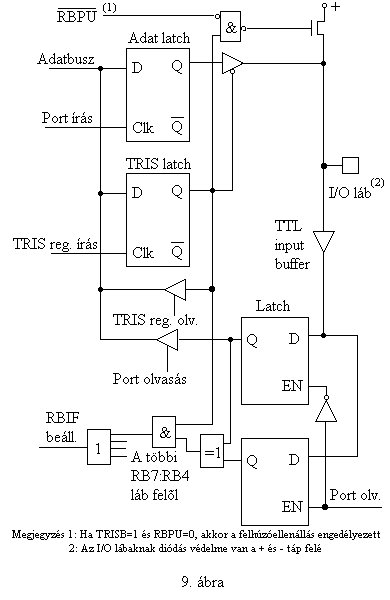 RBPU (1)
+
&
Adat latch
Adatbusz
D Q
Port írás
Clk Q
TRIS latch
D Q
I/O láb (2)
TRIS reg. írás
Clk Q
TTL
input
buffer
TRIS reg. olv.
Latch
Q D
Port olvasás
EN
RBIF
beáll.
1
&
=1
A többi
RB7:RB4
láb felől
Q D
EN
Port olv.
Megjegyzés 1: Ha TRISB=1 és RBPU=0, akkor a felhúzóellenállás engedélyezett
2: Az I/O lábaknak diódás védelme van a + és - táp felé
9. ábra